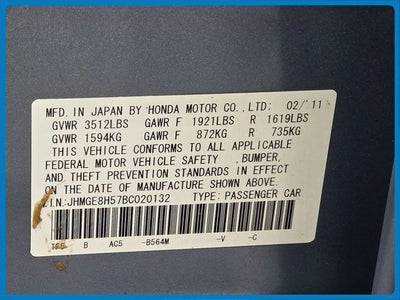 MFD. IN JAPAN BY HONDA MOTOR CO., LTD. 02/'11
GVWR 3512LBS GAWR F 1921LBS R 1619LBS
GVWR 1594KG GAWR F 872KG R 735KG
THIS VEHICLE CONFORMS TO ALL APPLICABLE
FEDERAL MOTOR VEHICLE SAFETY , BUMPER,
AND THEFT PREVENTION STANDARDS IN EFFECT
ON THE DATE OF MANUFACTURE SHOWN ABOVE.
V.I.N.:JHMGE8H57BC020132 TYPE: PASSENGER CAR
B AC5 -B564M -V -C